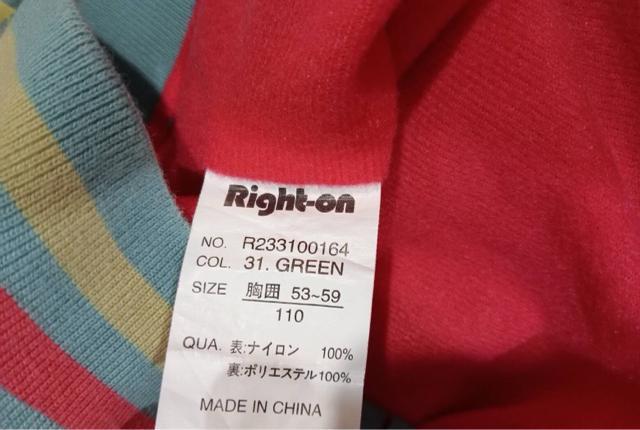 Right-on
NO. R233100164
COL. 31. GREEN
SIZE 胸囲 53~59
110
QUA. 表:ナイロン 100%
裏:ポリエステル100%
MADE IN CHINA